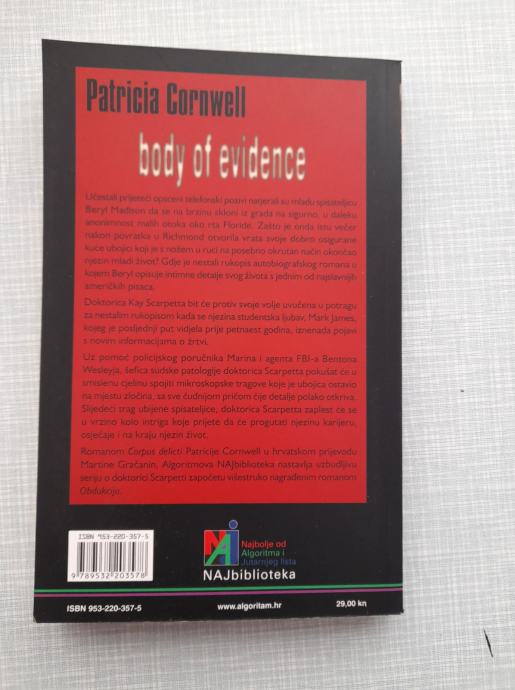 Patricia Cornwell
body of evidence
Učestali prijeteći opsceni telefonski pozivi natjerali su mladu spisateljicu
Beryl Madison da se na brzinu skloni iz grada na sigurno, u daleku
anonimnost malih otoka oko rta Floride. Zašto je onda istu večer
nakon povratka u Richmond otvorila vrata svoje dobro osigurane
kuće ubojici koji je s nožem u ruci na posebno okrutan način okončao
njezin mladi život? Gdje je nestali rukopis autobiografskog romana u
kojem Beryl opisuje intimne detalje svog života s jednim od najslavnijih
američkih pisaca.
Doktorica Kay Scarpetta bit će protiv svoje volje uvučena u potragu
za nestalim rukopisom kada se njezina studentska ljubav, Mark James,
kojeg je posljednji put vidjela prije petnaest godina, iznenada pojavi
s novim informacijama o žrtvi.
Uz pomoć policijskog poručnika Marina i agenta FBI-a Bentona
Wesleyja, šefica sudske patologije doktorica Scarpetta pokušat će u
smislenu cjelinu spojiti mikroskopske tragove koje je ubojica ostavio
na mjestu zločina, sa sve čudnijom pričom čije detalje polako otkriva.
Slijedeći trag ubijene spisateljice, doktorica Scarpetta zaplest će se
u vrzino kolo intriga koje prijete da će progutati njezinu karijeru,
osjećaje i na kraju njezin život.
Romanom Corpus delicti Patricije Cornwell u hrvatskom prijevodu
Martine Gračanin, Algoritmova NAJbiblioteka nastavlja uzbudljivu
seriju o doktorici Scarpetti započetu višestruko nagrađenim romanom
Obdukcija.
ISBN 953-220-357-5
9 789532 203578
NAJ
Najbolje od
Algoritma i
Jutarnjeg lista
NAJbiblioteka
ISBN 953-220-357-5
www.algoritam.hr
29,00 kn